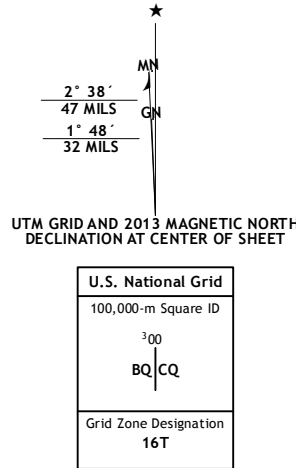 ★
MN
2° 38´
47 MILS
GN
1° 48´
32 MILS
UTM GRID AND 2013 MAGNETIC NORTH
DECLINATION AT CENTER OF SHEET
U.S. National Grid
100,000-m Square ID
³00
BQ CQ
Grid Zone Designation
16T